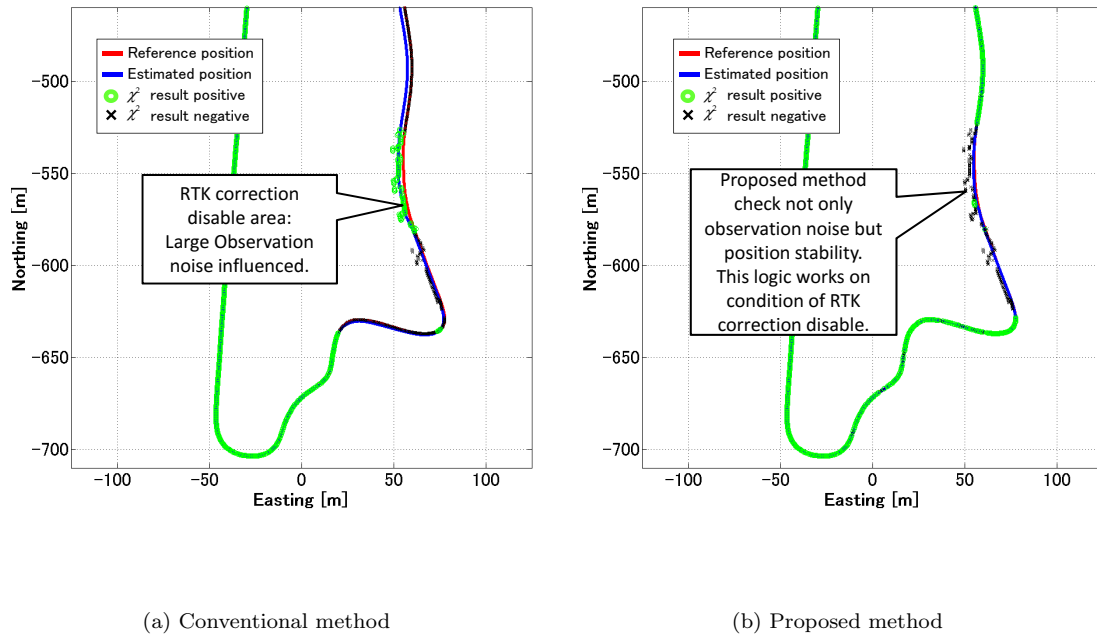 Reference position
Estimated position
χ² result positive
χ² result negative
RTK correction
disable area:
Large Observation
noise influenced.
Northing [m]
−500
−550
−600
−650
−700
−100
−50
0
50
100
Easting [m]
(a) Conventional method
Reference position
Estimated position
χ² result positive
χ² result negative
Proposed method
check not only
observation noise but
position stability.
This logic works on
condition of RTK
correction disable.
Northing [m]
−500
−550
−600
−650
−700
−100
−50
0
50
100
Easting [m]
(b) Proposed method